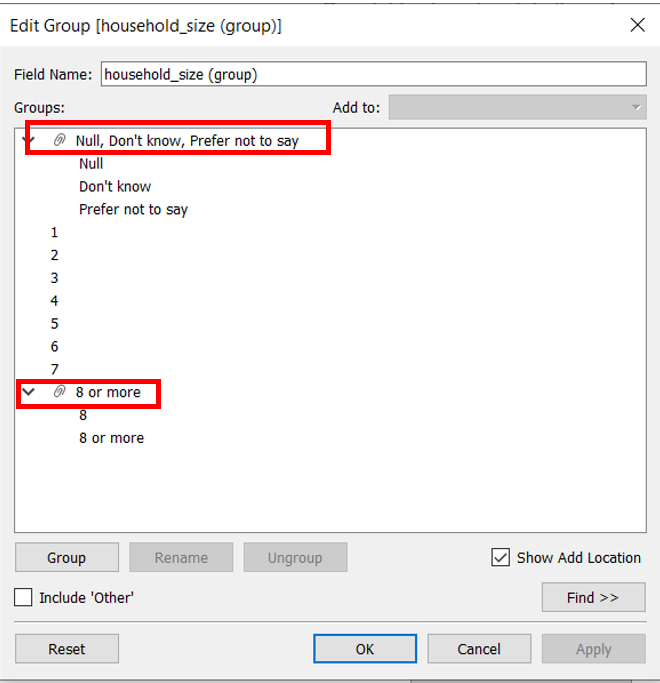 Edit Group [household_size (group)]
Field Name: household_size (group)
Groups: Add to:
Null, Don't know, Prefer not to say
Null
Don't know
Prefer not to say
1
2
3
4
5
6
7
8 or more
8
8 or more
Group Rename Ungroup Show Add Location
Include 'Other' Find >>
Reset OK Cancel Apply